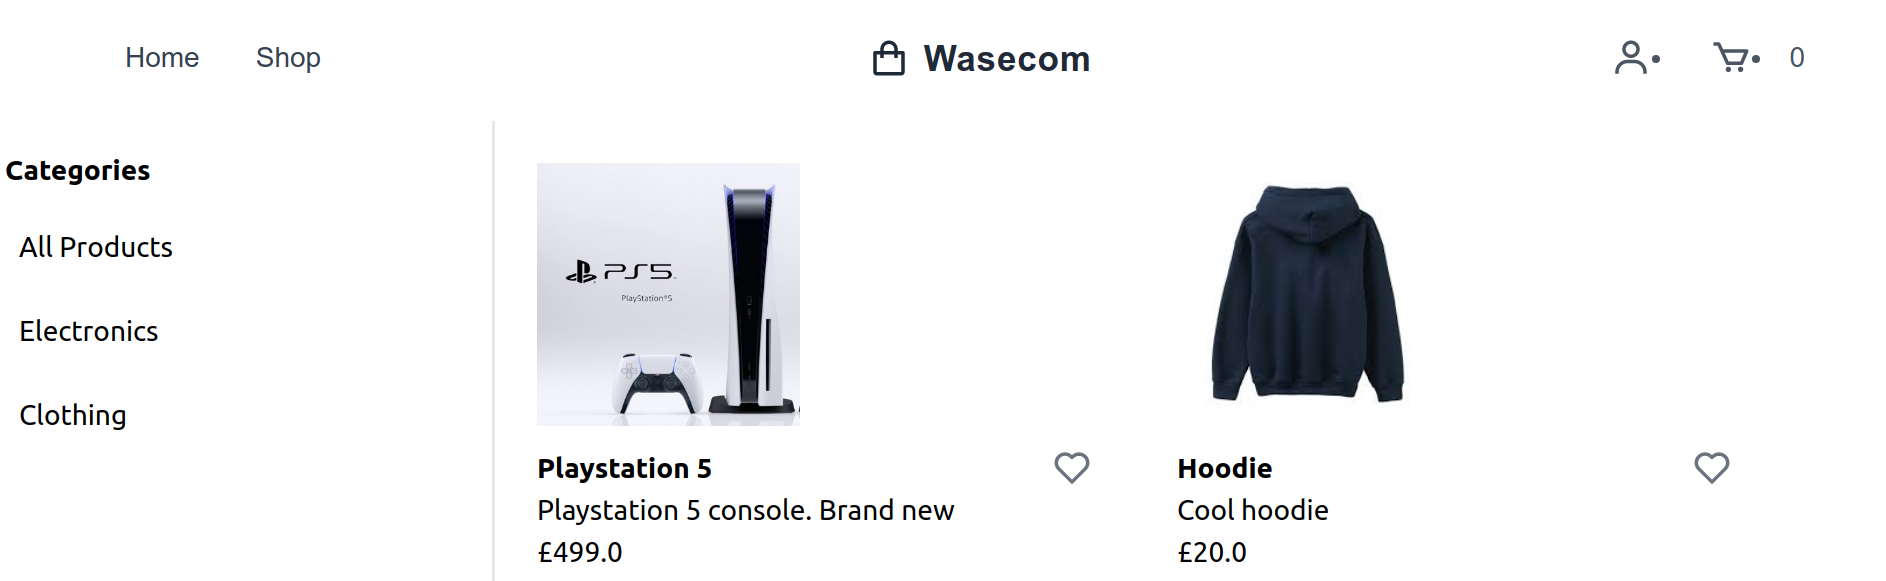 Home
Shop
Wasecom
0
Categories
All Products
Electronics
Clothing
PS5
PlayStation®5
Playstation 5
Playstation 5 console. Brand new
£499.0
Hoodie
Cool hoodie
£20.0